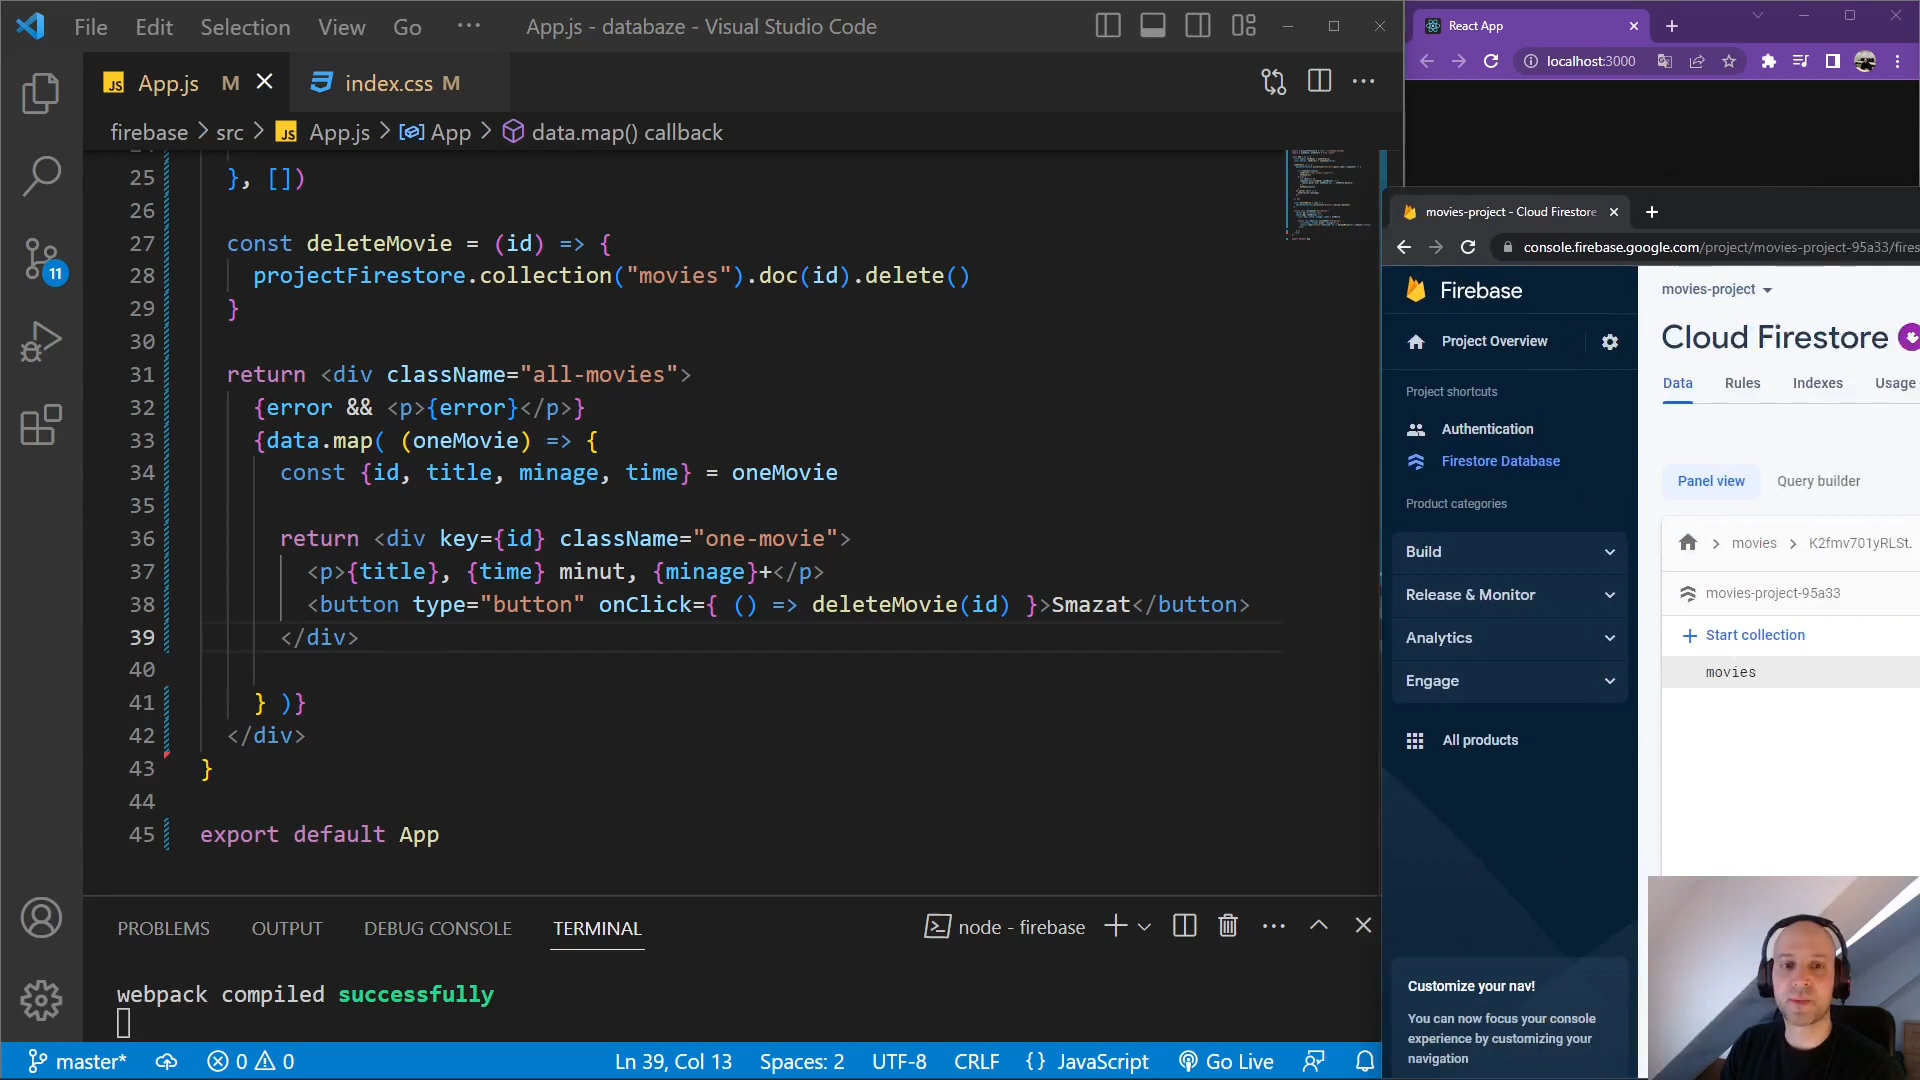 File Edit Selection View Go ··· App.js - databaze - Visual Studio Code
App.js M index.css M
firebase > src > App.js > App > data.map() callback
25 }, [])
26
27 const deleteMovie = (id) => {
28 projectFirestore.collection("movies").doc(id).delete()
29 }
30
31 return <div className="all-movies">
32 {error && <p>{error}</p>}
33 {data.map( (oneMovie) => {
34 const {id, title, minage, time} = oneMovie
35
36 return <div key={id} className="one-movie">
37 <p>{title}, {time} minut, {minage}+</p>
38 <button type="button" onClick={ () => deleteMovie(id) }>Smazat</button>
39 </div>
40
41 } )}
42 </div>
43 }
44
45 export default App
11
PROBLEMS OUTPUT DEBUG CONSOLE TERMINAL node - firebase
webpack compiled successfully
master* 0 0 Ln 39, Col 13 Spaces: 2 UTF-8 CRLF {} JavaScript Go Live
React App
localhost:3000
movies-project - Cloud Firestore
console.firebase.google.com/project/movies-project-95a33/fires
Firebase
Project Overview
Project shortcuts
Authentication
Firestore Database
Product categories
Build
Release & Monitor
Analytics
Engage
All products
Customize your nav!
You can now focus your console
experience by customizing your
navigation
movies-project
Cloud Firestore
Data Rules Indexes Usage
Panel view Query builder
movies > K2fmv701yRLSt.
movies-project-95a33
Start collection
movies